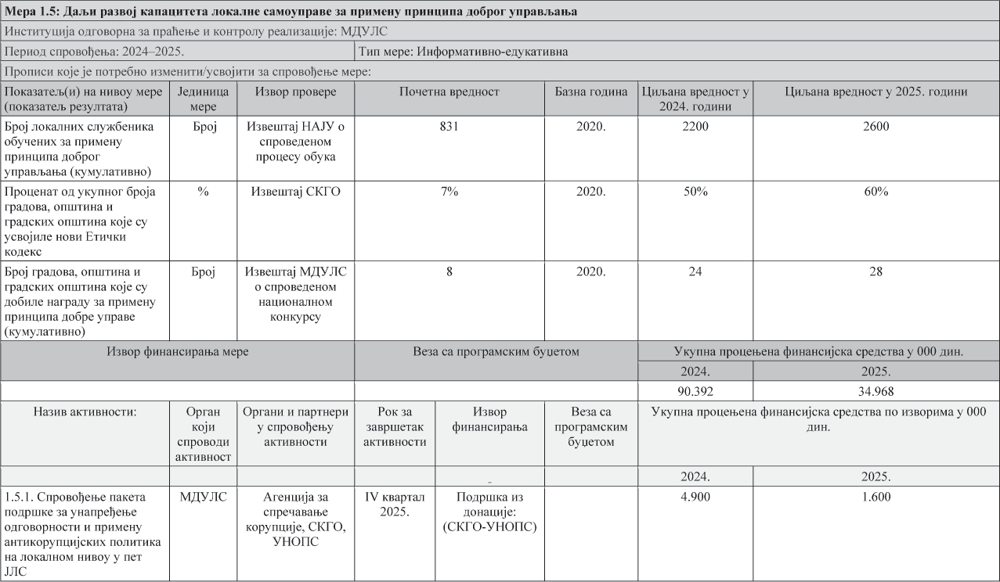 Мера 1.5: Даљи развој капацитета локалне самоуправе за примену принципа доброг управљања
Институција одговорна за праћење и контролу реализације: МДУЛС
Период спровођења: 2024–2025.
Тип мере: Информативно-едукативна
Прописи које је потребно изменити/усвојити за спровођење мере:
Показатељ(и) на нивоу мере
(показатељ резултата)
Јединица
мере
Извор провере
Почетна вредност
Базна година
Циљана вредност у
2024. години
Циљана вредност у 2025. години
Број локалних службеника
обучених за примену
принципа доброг
управљања (кумулативно)
Број
Извештај НАЈУ о
спроведеном
процесу обука
831
2020.
2200
2600
Проценат од укупног броја
градова, општина и
градских општина које су
усвојиле нови Етички
кодекс
%
Извештај СКГО
7%
2020.
50%
60%
Број градова, општина и
градских општина које су
добиле награду за примену
принципа добре управе
(кумулативно)
Број
Извештај МДУЛС
о спроведеном
националном
конкурсу
8
2020.
24
28
Извор финансирања мере
Веза са програмским буџетом
Укупна процењена финансијска средства у 000 дин.
2024.
2025.
90.392
34.968
Назив активности:
Орган
који
спроводи
активност
Органи и партнери
у спровођењу
активности
Рок за
завршетак
активности
Извор
финансирања
Веза са
програмским
буџетом
Укупна процењена финансијска средства по изворима у 000
дин.
2024.
2025.
1.5.1. Спровођење пакета
подршке за унапређење
одговорности и примену
антикорупцијских политика
на локалном нивоу у пет
ЈЛС
МДУЛС
Агенција за
спречавање
корупције, СКГО,
УНОПС
IV квартал
2025.
Подршка из
донације:
(СКГО-УНОПС)
4.900
1.600